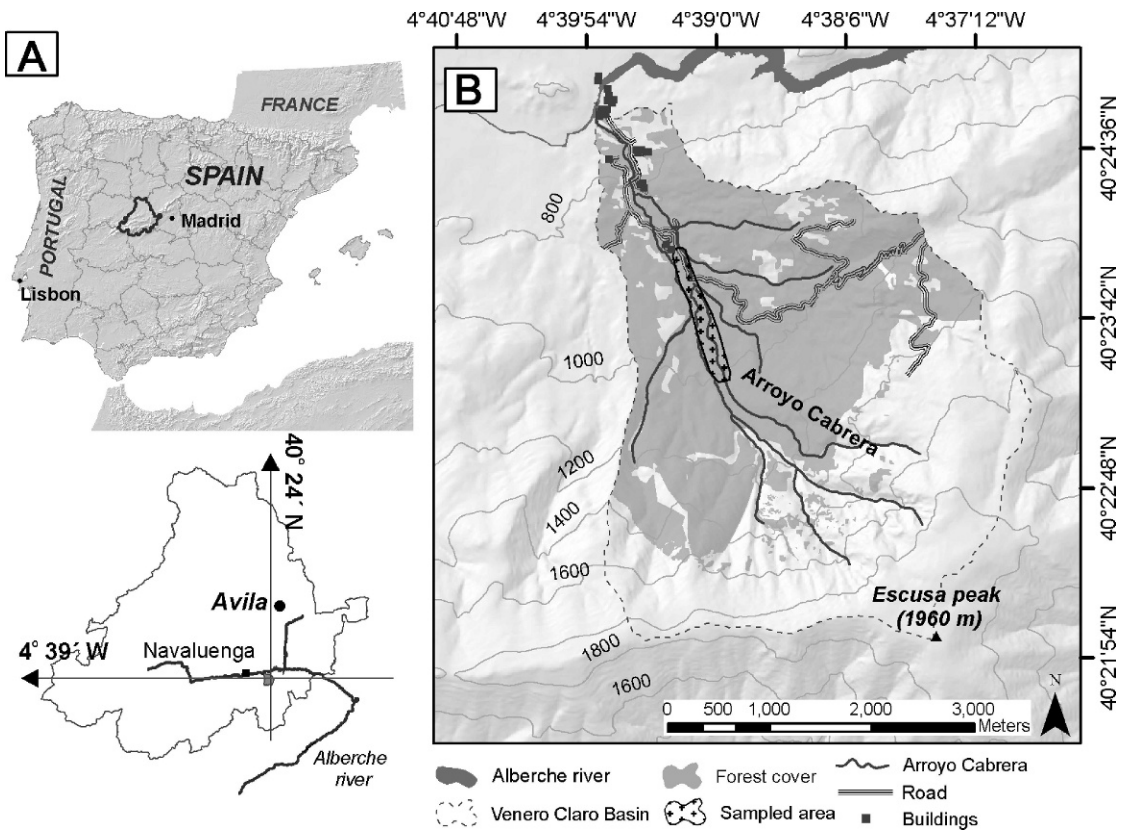 A
FRANCE
SPAIN
PORTUGAL
Madrid
Lisbon
40° 24´ N
Avila
4° 39´ W
Navaluenga
Alberche
river
4°40'48"W
4°39'54"W
4°39'0"W
4°38'6"W
4°37'12"W
B
40°24'36"N
40°23'42"N
40°22'48"N
40°21'54"N
800
1000
1200
1400
1600
1800
1600
Arroyo Cabrera
Escusa peak
(1960 m)
N
0 500 1,000 2,000 3,000
Meters
Alberche river
Forest cover
Arroyo Cabrera
Road
Venero Claro Basin
Sampled area
Buildings